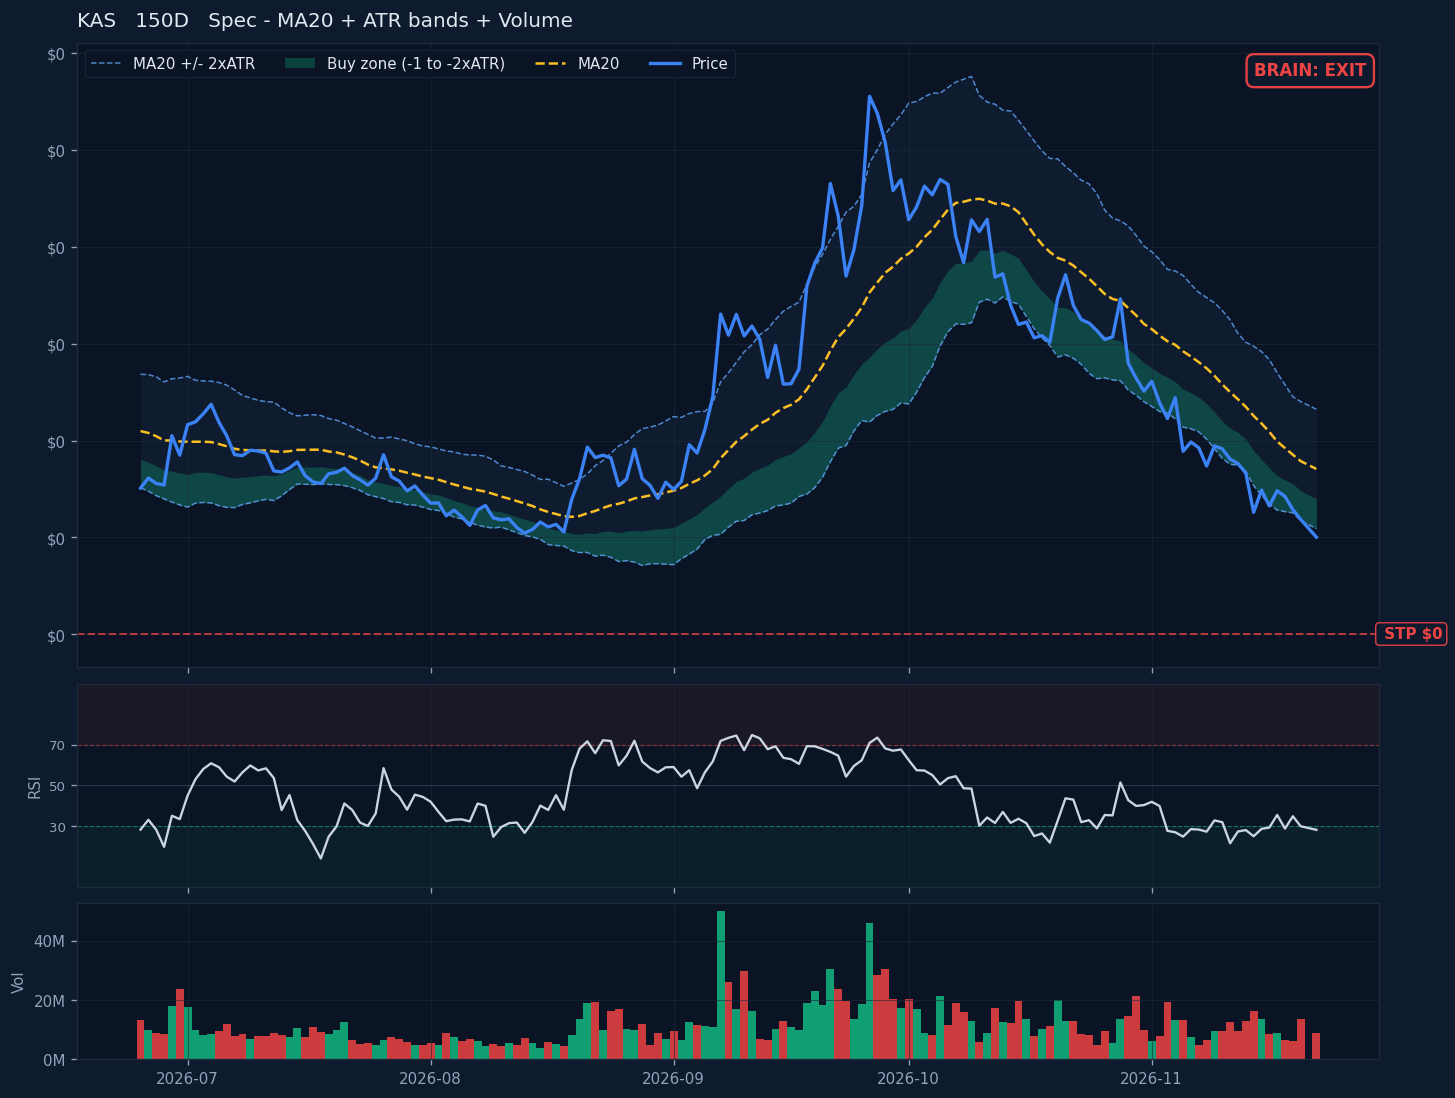 KAS   150D   Spec - MA20 + ATR bands + Volume
MA20 +/- 2xATR   Buy zone (-1 to -2xATR)   MA20   Price
BRAIN: EXIT
$0
$0
$0
$0
$0
$0
$0
STP $0
RSI
70
50
30
Vol
40M
20M
0M
2026-07   2026-08   2026-09   2026-10   2026-11